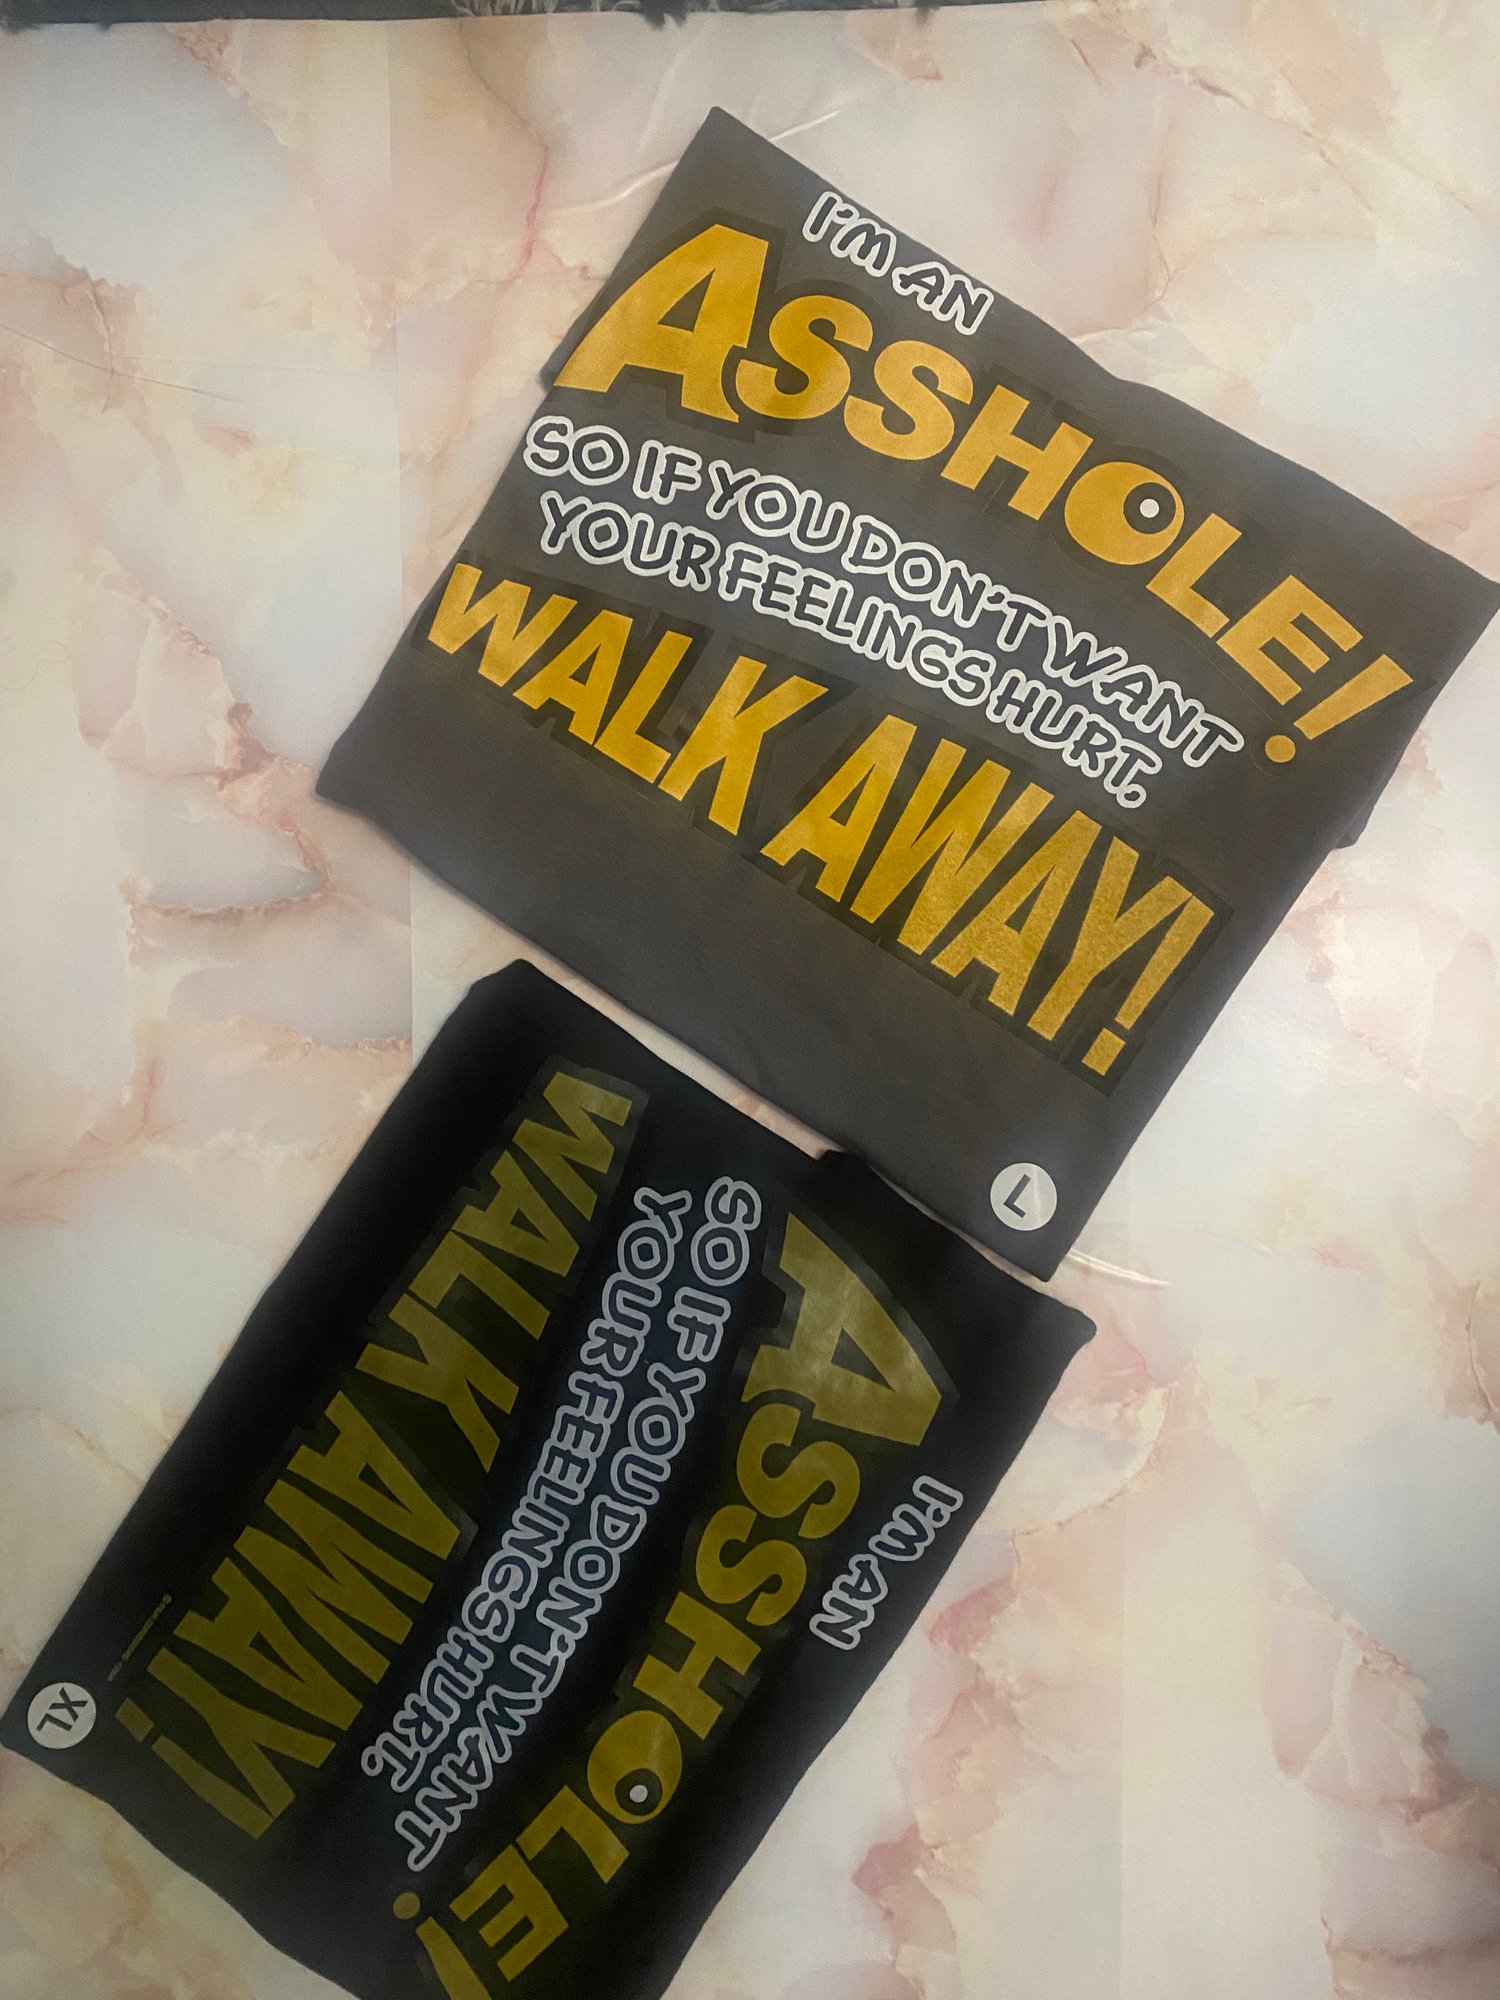 I'M AN
ASSHOLE!
SO IF YOU DON'T WANT
YOUR FEELINGS HURT.
WALK AWAY!
L
I'M AN
ASSHOLE!
SO IF YOU DON'T WANT
YOUR FEELINGS HURT.
WALK AWAY!
XL